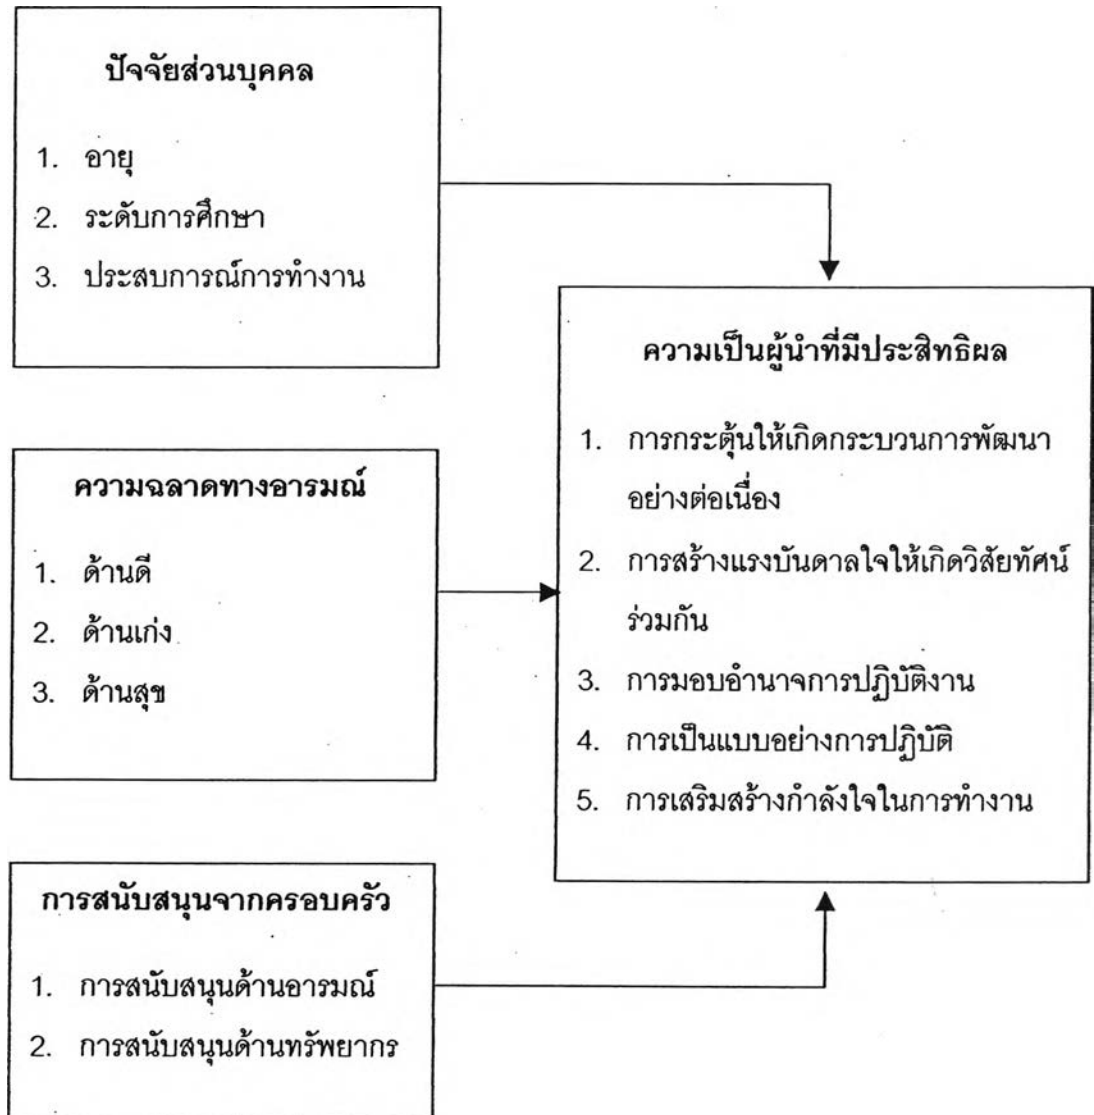 ปัจจัยส่วนบุคคล
1. อายุ
2. ระดับการศึกษา
3. ประสบการณ์การทำงาน
ความฉลาดทางอารมณ์
1. ด้านดี
2. ด้านเก่ง
3. ด้านสุข
การสนับสนุนจากครอบครัว
1. การสนับสนุนด้านอารมณ์
2. การสนับสนุนด้านทรัพยากร
ความเป็นผู้นำที่มีประสิทธิผล
1. การกระตุ้นให้เกิดกระบวนการพัฒนา
อย่างต่อเนื่อง
2. การสร้างแรงบันดาลใจให้เกิดวิสัยทัศน์
ร่วมกัน
3. การมอบอำนาจการปฏิบัติงาน
4. การเป็นแบบอย่างการปฏิบัติ
5. การเสริมสร้างกำลังใจในการทำงาน